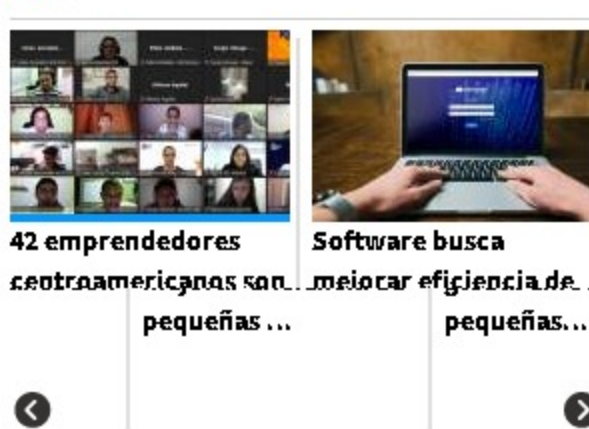 42 emprendedores
centroamericanos son...
pequeñas ...
Software busca
mejorar eficiencia de
pequeñas...